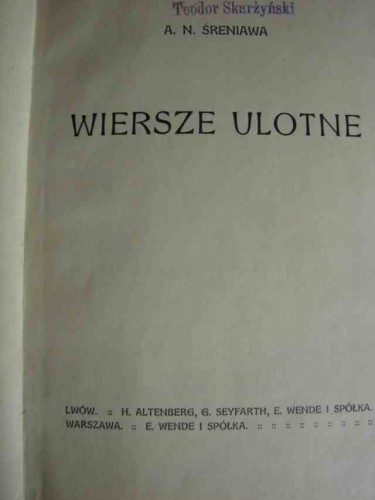 Teodor Skarżyński
A. N. ŚRENIAWA
WIERSZE ULOTNE
LWÓW. :: H. ALTENBERG, G. SEYFARTH, E. WENDE I SPÓŁKA.
WARSZAWA. :: E. WENDE I SPÓŁKA. :: :: :: :: :: :: :: ::